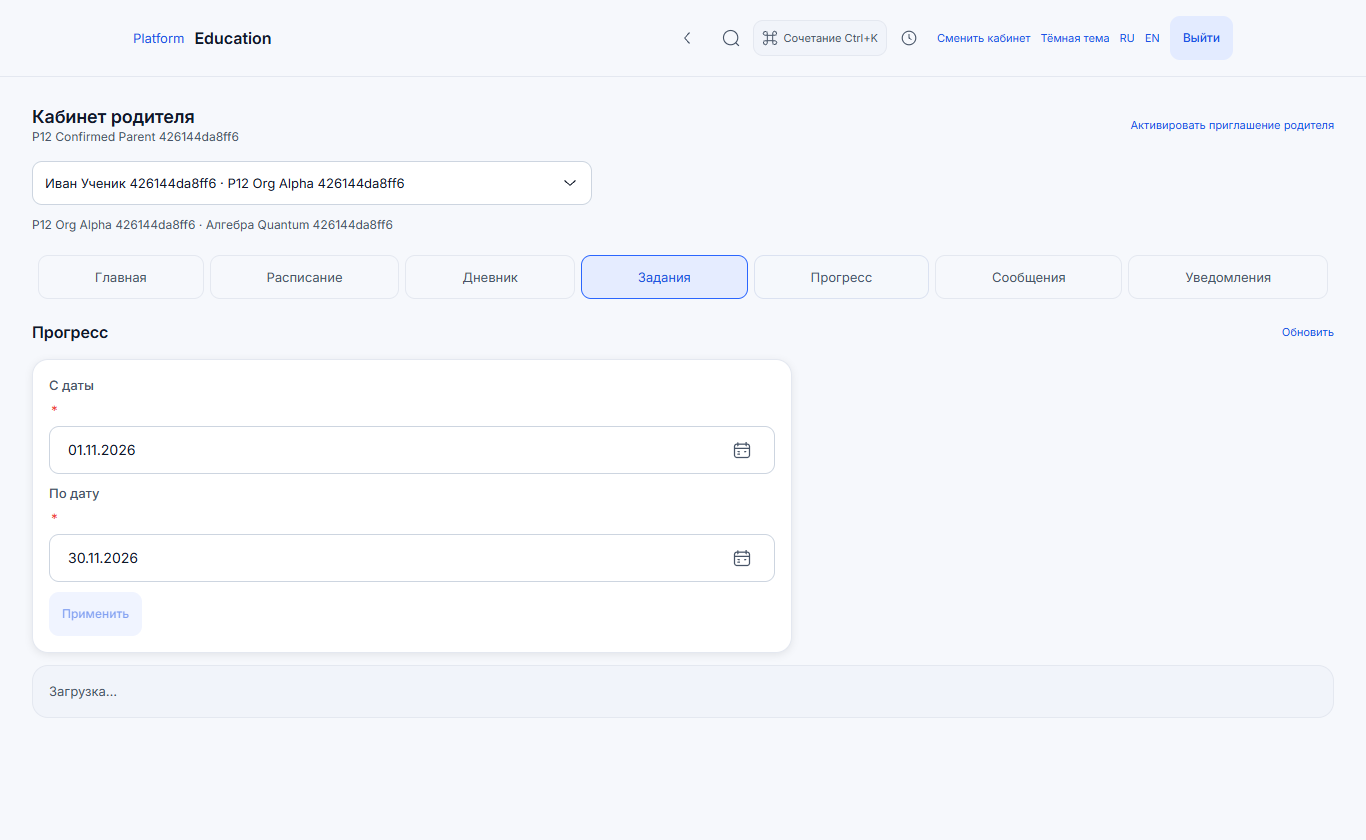 Platform Education
Сочетание Ctrl+K
Сменить кабинет
Тёмная тема
RU
EN
Выйти
Кабинет родителя
P12 Confirmed Parent 426144da8ff6
Активировать приглашение родителя
Иван Ученик 426144da8ff6 · P12 Org Alpha 426144da8ff6
P12 Org Alpha 426144da8ff6 · Алгебра Quantum 426144da8ff6
Главная
Расписание
Дневник
Задания
Прогресс
Сообщения
Уведомления
Прогресс
Обновить
С даты
*
01.11.2026
По дату
*
30.11.2026
Применить
Загрузка...